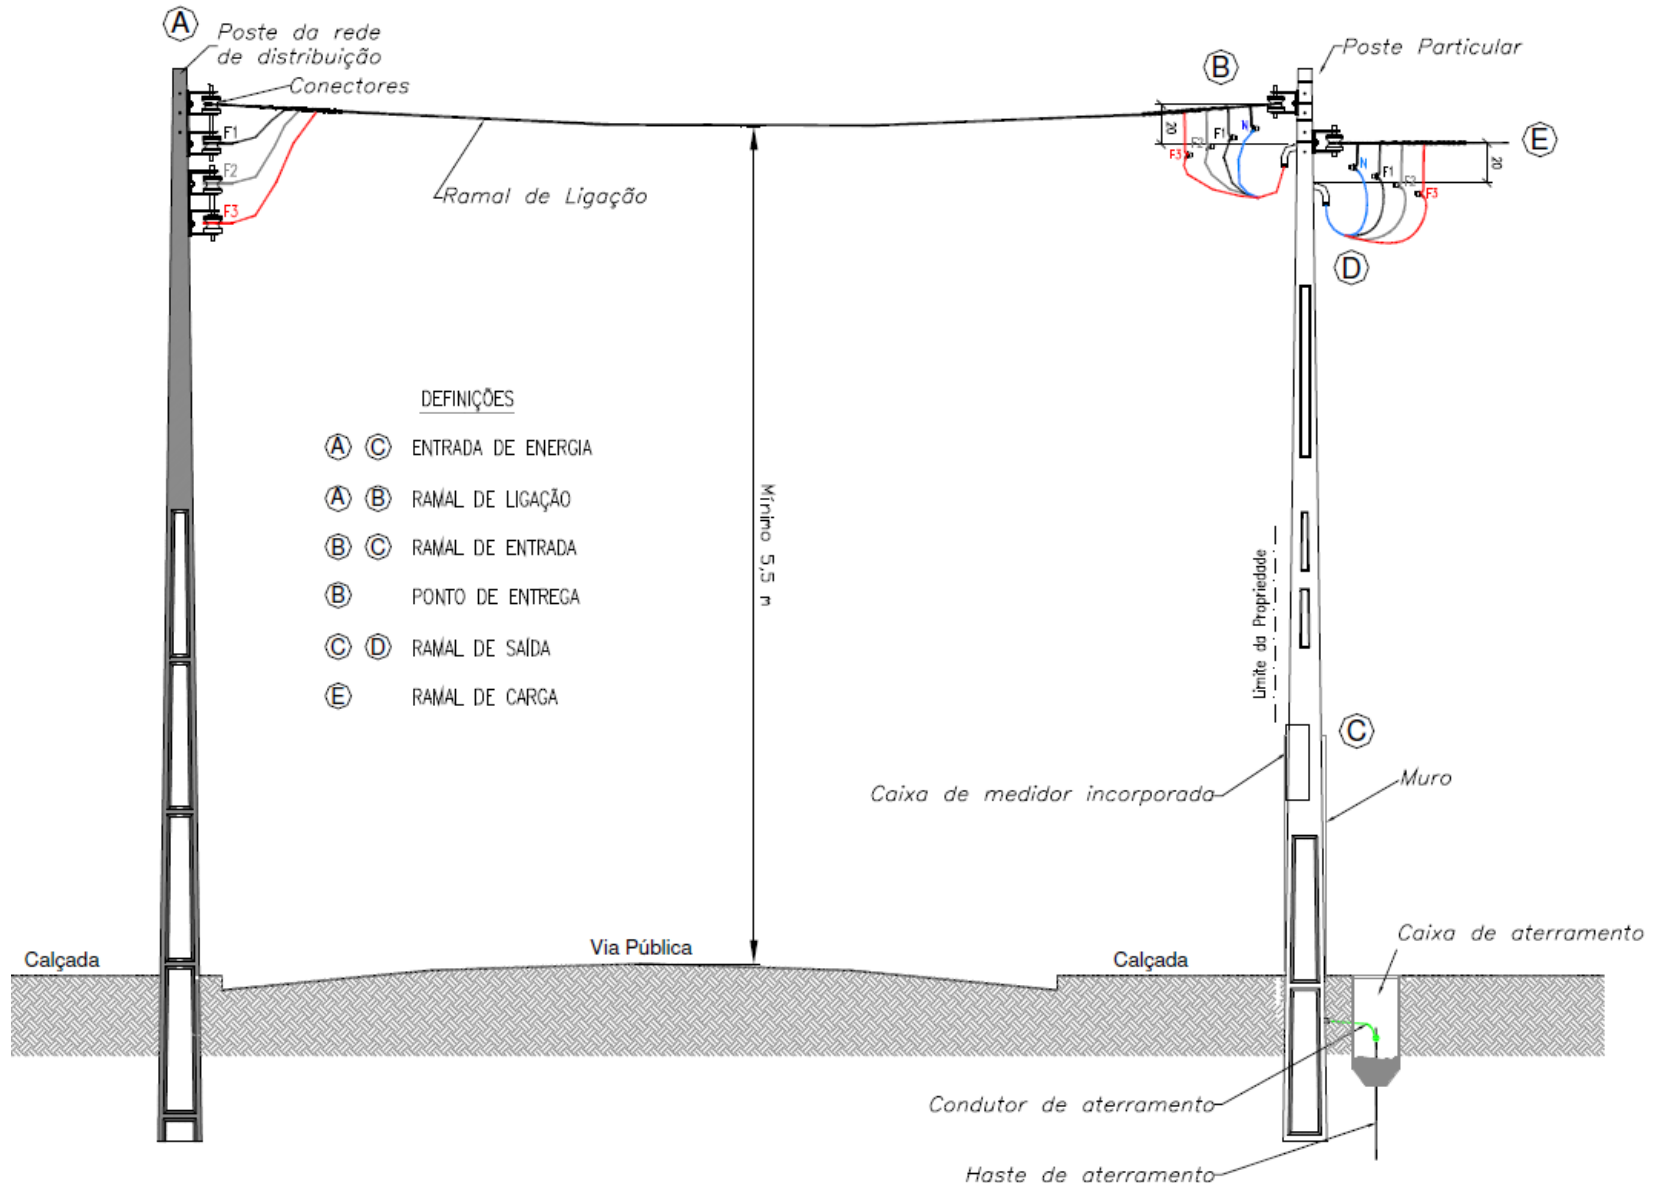 A
Poste da rede
de distribuição
Conectores
F1
F2
F3
Ramal de Ligação
B
Poste Particular
E
20
F3
F2
F1
N
N
F1
F2
F3
20
D
DEFINIÇÕES
A C ENTRADA DE ENERGIA
A B RAMAL DE LIGAÇÃO
B C RAMAL DE ENTRADA
B PONTO DE ENTREGA
C D RAMAL DE SAÍDA
E RAMAL DE CARGA
Mínimo 5,5 m
Limite da Propriedade
C
Caixa de medidor incorporada
Muro
Calçada
Via Pública
Calçada
Caixa de aterramento
Condutor de aterramento
Haste de aterramento